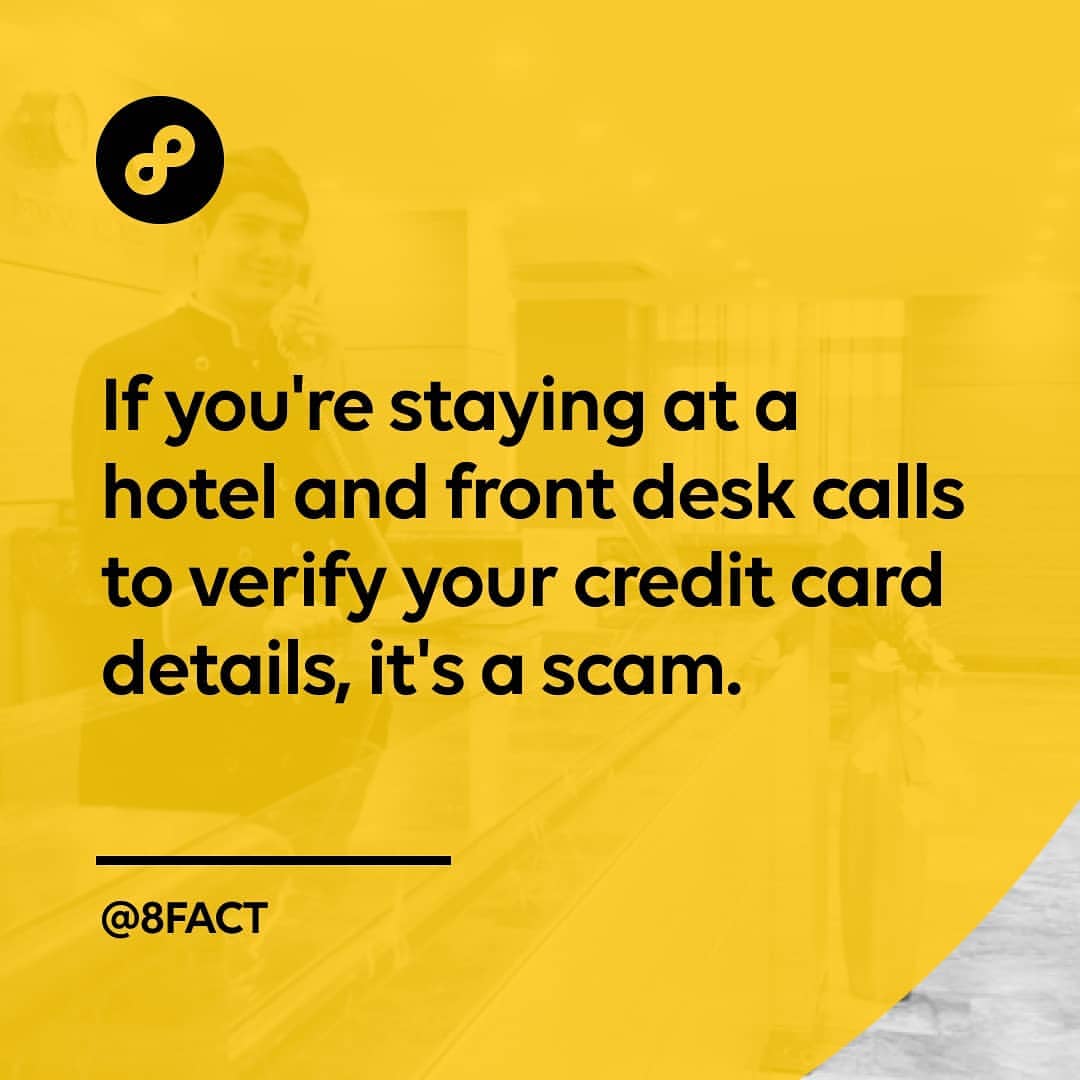 If you're staying at a
hotel and front desk calls
to verify your credit card
details, it's a scam.
@8FACT